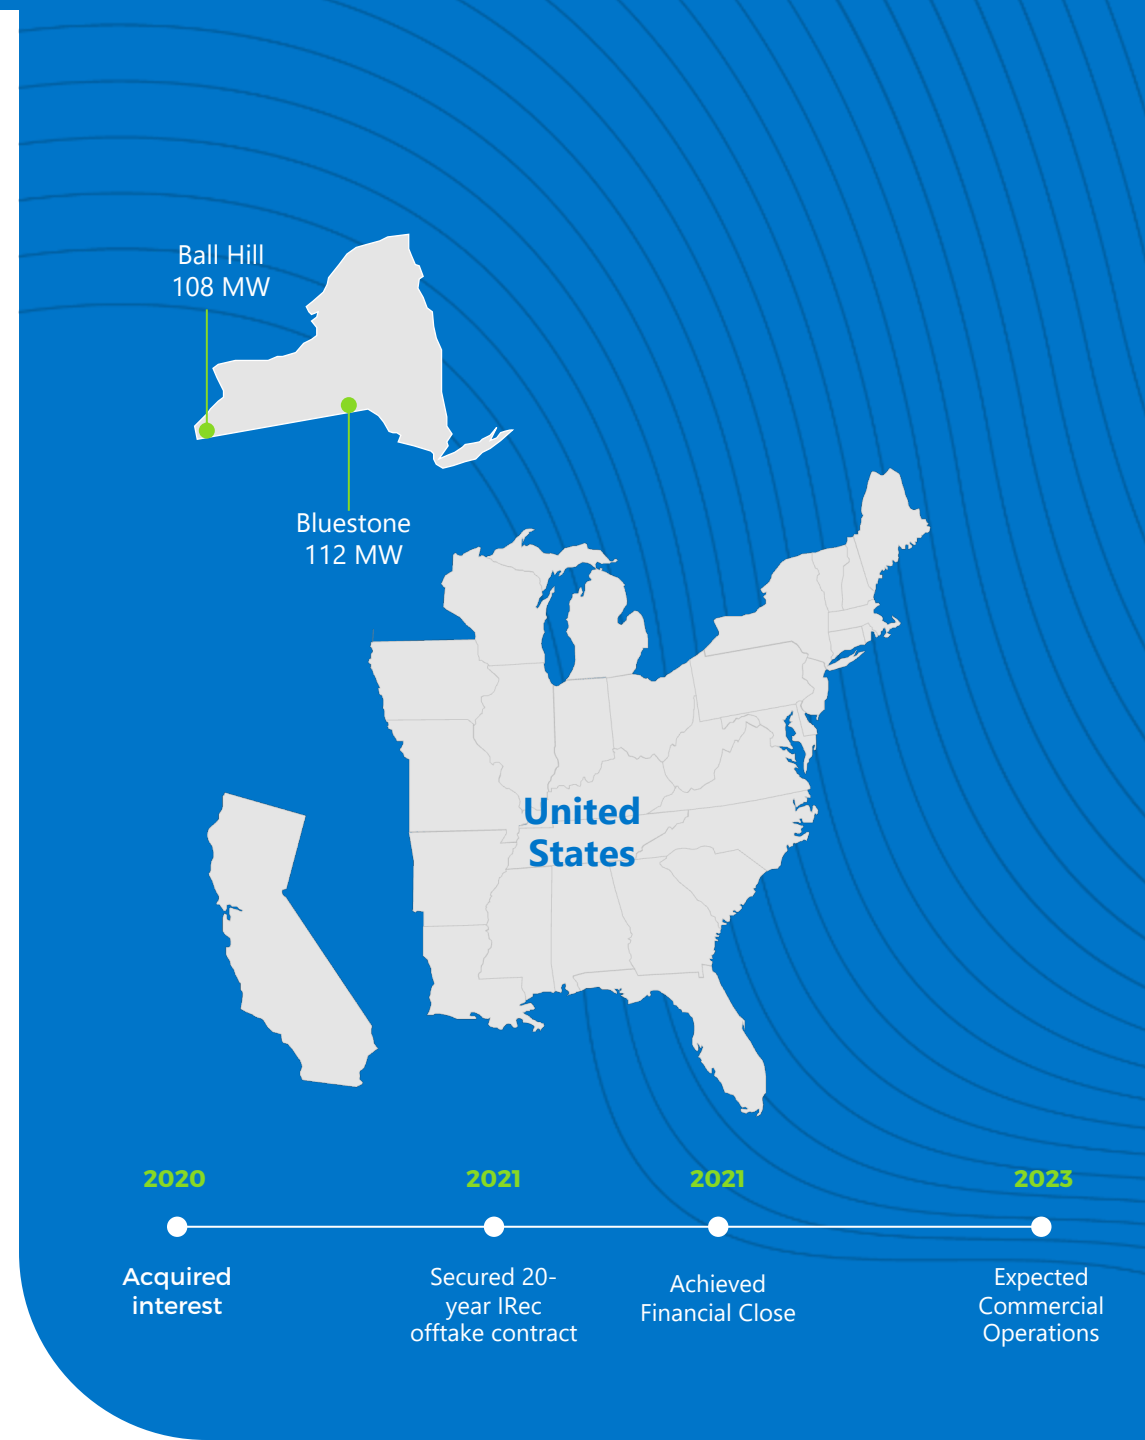 Ball Hill
108 MW
Bluestone
112 MW
United
States
2020
2021
2021
2023
Acquired
interest
Secured 20-
year IRec
offtake contract
Achieved
Financial Close
Expected
Commercial
Operations